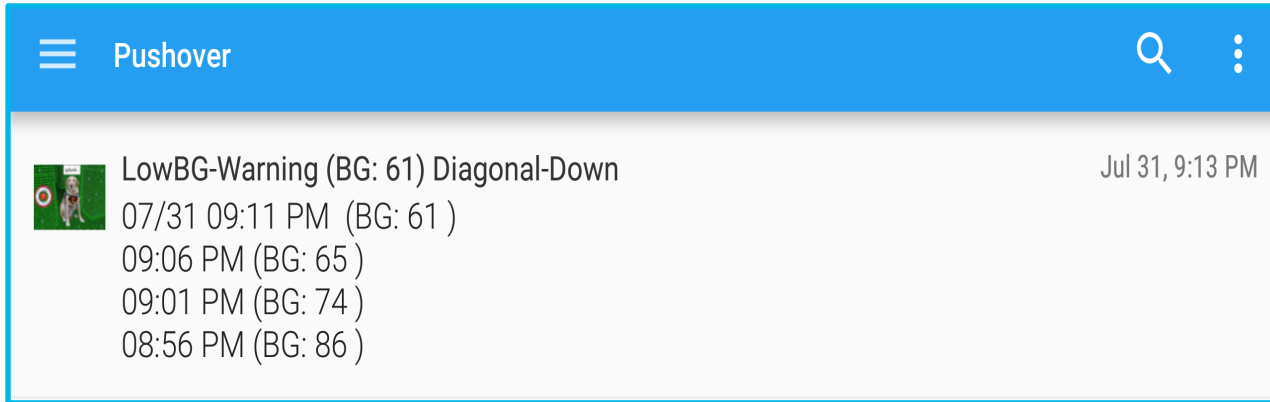 Pushover
LowBG-Warning (BG: 61) Diagonal-Down
Jul 31, 9:13 PM
07/31 09:11 PM  (BG: 61 )
09:06 PM (BG: 65 )
09:01 PM (BG: 74 )
08:56 PM (BG: 86 )